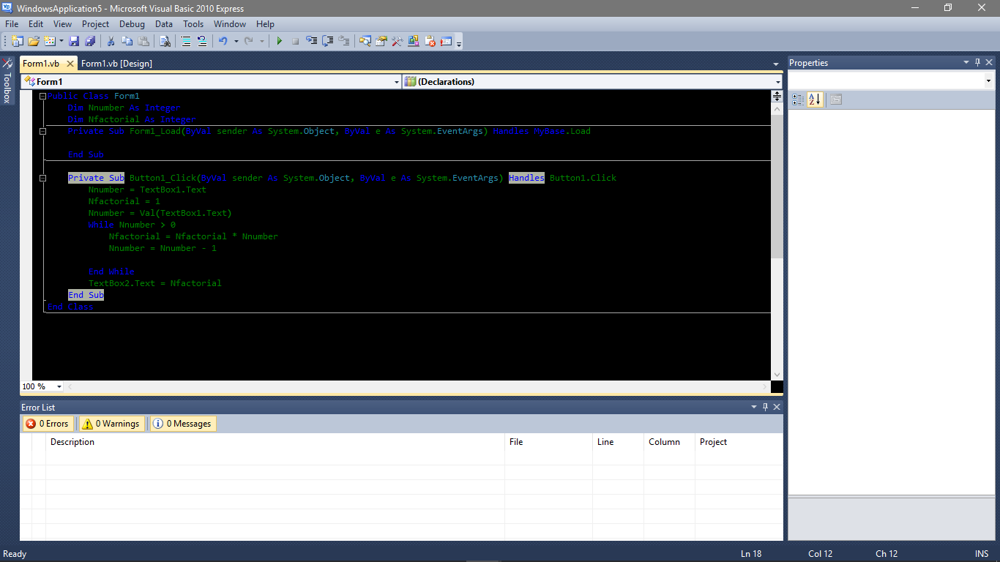 WindowsApplication5 - Microsoft Visual Basic 2010 Express
File Edit View Project Debug Data Tools Window Help
Form1.vb Form1.vb [Design]
Toolbox
Form1 (Declarations)
Public Class Form1
Dim Nnumber As Integer
Dim Nfactorial As Integer
Private Sub Form1_Load(ByVal sender As System.Object, ByVal e As System.EventArgs) Handles MyBase.Load
End Sub
Private Sub Button1_Click(ByVal sender As System.Object, ByVal e As System.EventArgs) Handles Button1.Click
Nnumber = TextBox1.Text
Nfactorial = 1
Nnumber = Val(TextBox1.Text)
While Nnumber > 0
Nfactorial = Nfactorial * Nnumber
Nnumber = Nnumber - 1
End While
TextBox2.Text = Nfactorial
End Sub
End Class
100 %
Properties
Error List
0 Errors 0 Warnings 0 Messages
Description File Line Column Project
Ready Ln 18 Col 12 Ch 12 INS